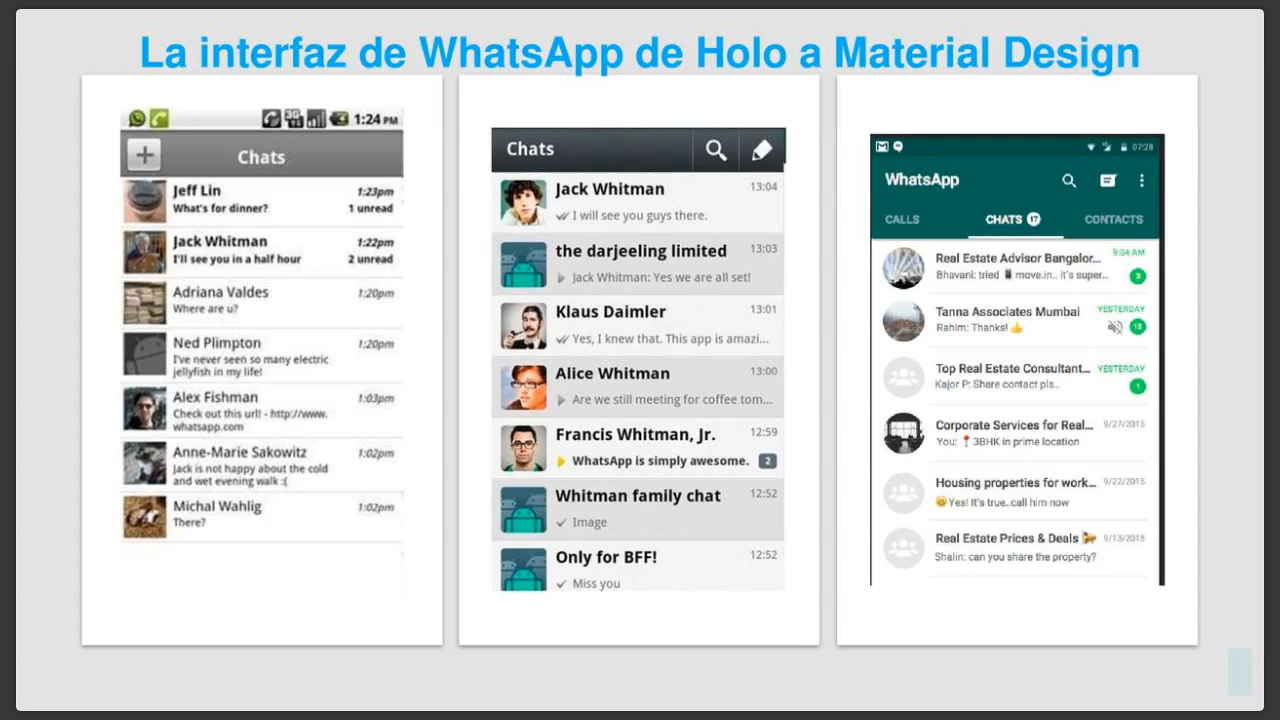 La interfaz de WhatsApp de Holo a Material Design
1:24 PM
Chats
Jeff Lin 1:23pm
What's for dinner? 1 unread
Jack Whitman 1:22pm
I'll see you in a half hour 2 unread
Adriana Valdes 1:20pm
Where are u?
Ned Plimpton 1:20pm
I've never seen so many electric
jellyfish in my life!
Alex Fishman 1:03pm
Check out this url! - http://www.
whatsapp.com
Anne-Marie Sakowitz 1:02pm
Jack is not happy about the cold
and wet evening walk :(
Michal Wahlig 1:02pm
There?
Chats
Jack Whitman 13:04
I will see you guys there.
the darjeeling limited 13:03
Jack Whitman: Yes we are all set!
Klaus Daimler 13:01
Yes, I knew that. This app is amazi...
Alice Whitman 13:00
Are we still meeting for coffee tom...
Francis Whitman, Jr. 12:59
WhatsApp is simply awesome. 2
Whitman family chat 12:52
Image
Only for BFF! 12:52
Miss you
07:28
WhatsApp
CALLS CHATS 17 CONTACTS
Real Estate Advisor Bangalor... 9:04 AM
Bhavani: tried 📱 move.in.. it's super... 3
Tanna Associates Mumbai YESTERDAY
Rahim: Thanks! 👍 13
Top Real Estate Consultant... YESTERDAY
Kajor P: Share contact pls.. 1
Corporate Services for Real... 9/27/2015
You: 📍3BHK in prime location
Housing properties for work... 9/22/2015
😄Yes! It's true..call him now
Real Estate Prices & Deals 9/13/2015
Shalin: can you share the property?